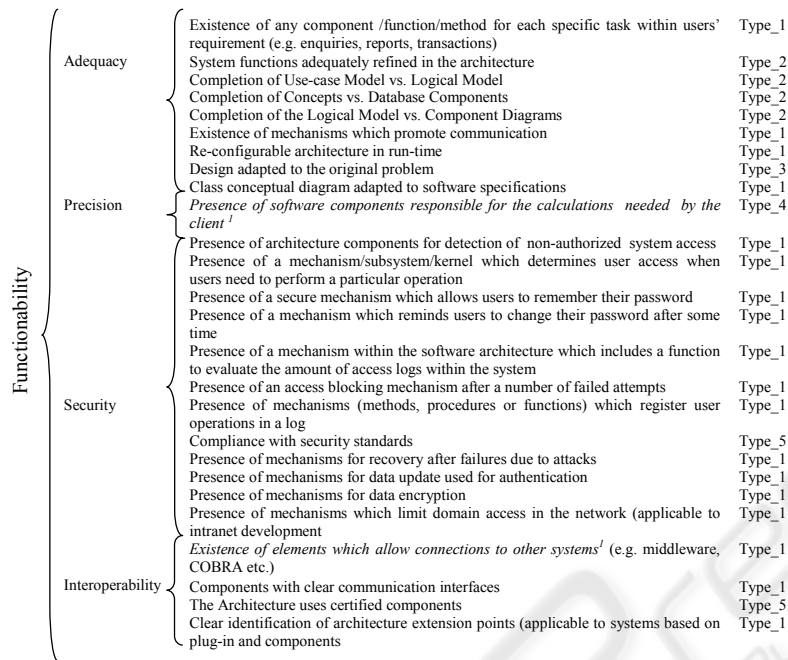 Functionability
Adequacy
Existence of any component /function/method for each specific task within users' Type_1
requirement (e.g. enquiries, reports, transactions)
System functions adequately refined in the architecture Type_2
Completion of Use-case Model vs. Logical Model Type_2
Completion of Concepts vs. Database Components Type_2
Completion of the Logical Model vs. Component Diagrams Type_2
Existence of mechanisms which promote communication Type_1
Re-configurable architecture in run-time Type_1
Design adapted to the original problem Type_3
Class conceptual diagram adapted to software specifications Type_1
Precision
Presence of software components responsible for the calculations needed by the Type_4
client 1
Security
Presence of architecture components for detection of non-authorized system access Type_1
Presence of a mechanism/subsystem/kernel which determines user access when Type_1
users need to perform a particular operation
Presence of a secure mechanism which allows users to remember their password Type_1
Presence of a mechanism which reminds users to change their password after some Type_1
time
Presence of a mechanism within the software architecture which includes a function Type_1
to evaluate the amount of access logs within the system
Presence of an access blocking mechanism after a number of failed attempts Type_1
Presence of mechanisms (methods, procedures or functions) which register user Type_1
operations in a log
Compliance with security standards Type_5
Presence of mechanisms for recovery after failures due to attacks Type_1
Presence of mechanisms for data update used for authentication Type_1
Presence of mechanisms for data encryption Type_1
Presence of mechanisms which limit domain access in the network (applicable to Type_1
intranet development
Interoperability
Existence of elements which allow connections to other systems1 (e.g. middleware, Type_1
COBRA etc.)
Components with clear communication interfaces Type_1
The Architecture uses certified components Type_5
Clear identification of architecture extension points (applicable to systems based on Type_1
plug-in and components